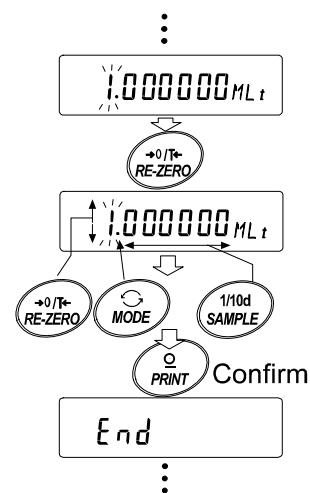 1.000000 MLt
→0/T←
RE-ZERO
1.000000 MLt
→0/T←
RE-ZERO
MODE
1/10d
SAMPLE
PRINT
Confirm
End